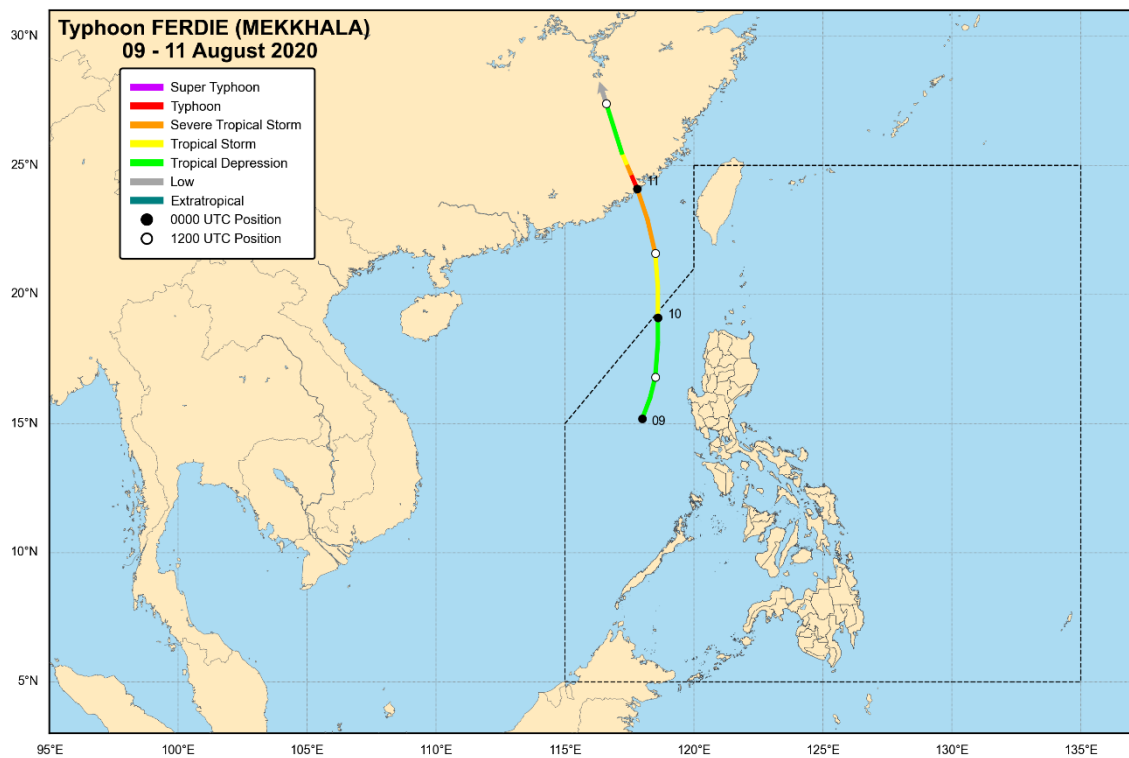 Typhoon FERDIE (MEKKHALA)
09 - 11 August 2020
Super Typhoon
Typhoon
Severe Tropical Storm
Tropical Storm
Tropical Depression
Low
Extratropical
0000 UTC Position
1200 UTC Position
30°N
25°N
20°N
15°N
10°N
5°N
11
10
09
95°E
100°E
105°E
110°E
115°E
120°E
125°E
130°E
135°E